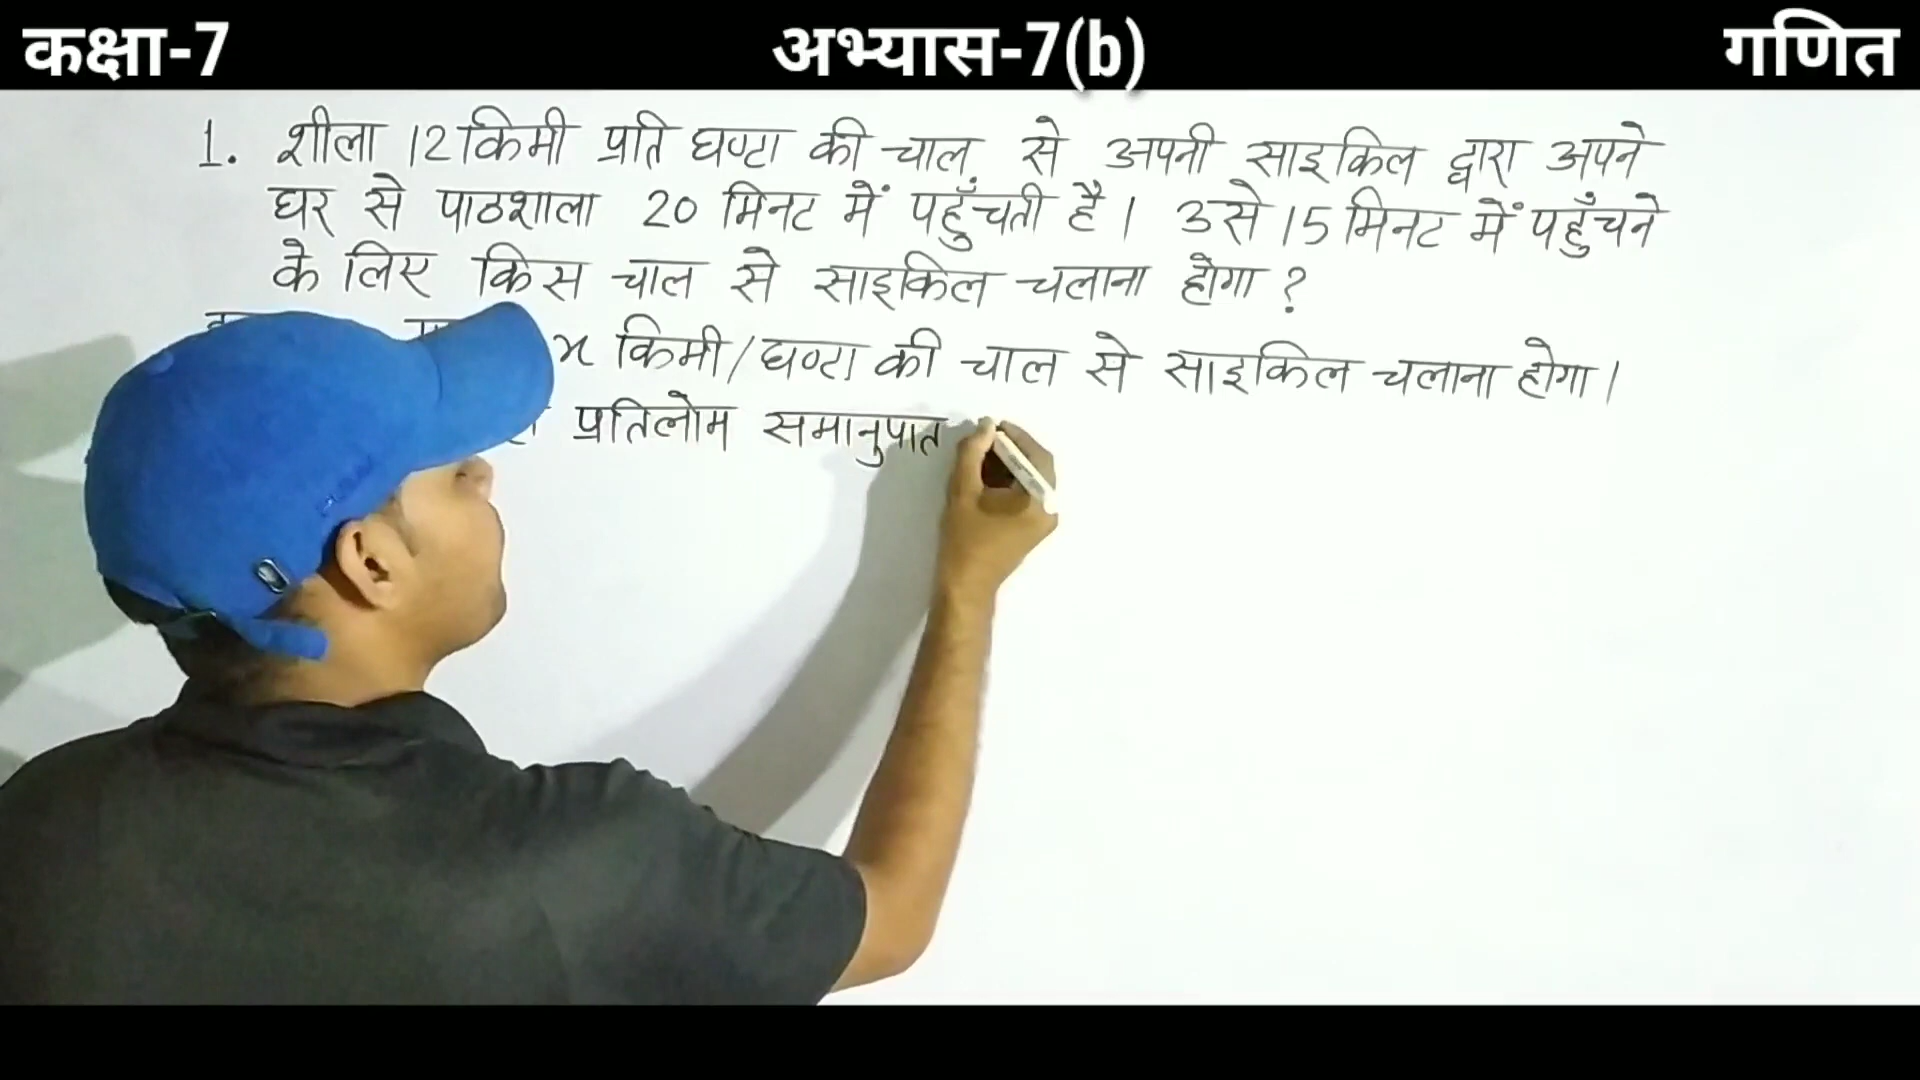 कक्षा-7 अभ्यास-7(b) गणित
1. शीला 12 किमी प्रति घण्टा की चाल से अपनी साइकिल द्वारा अपने
घर से पाठशाला 20 मिनट में पहुँचती है। उसे 15 मिनट में पहुँचने
के लिए किस चाल से साइकिल चलाना होगा ?
x किमी/घण्टा की चाल से साइकिल चलाना होगा।
प्रतिलोम समानुपात